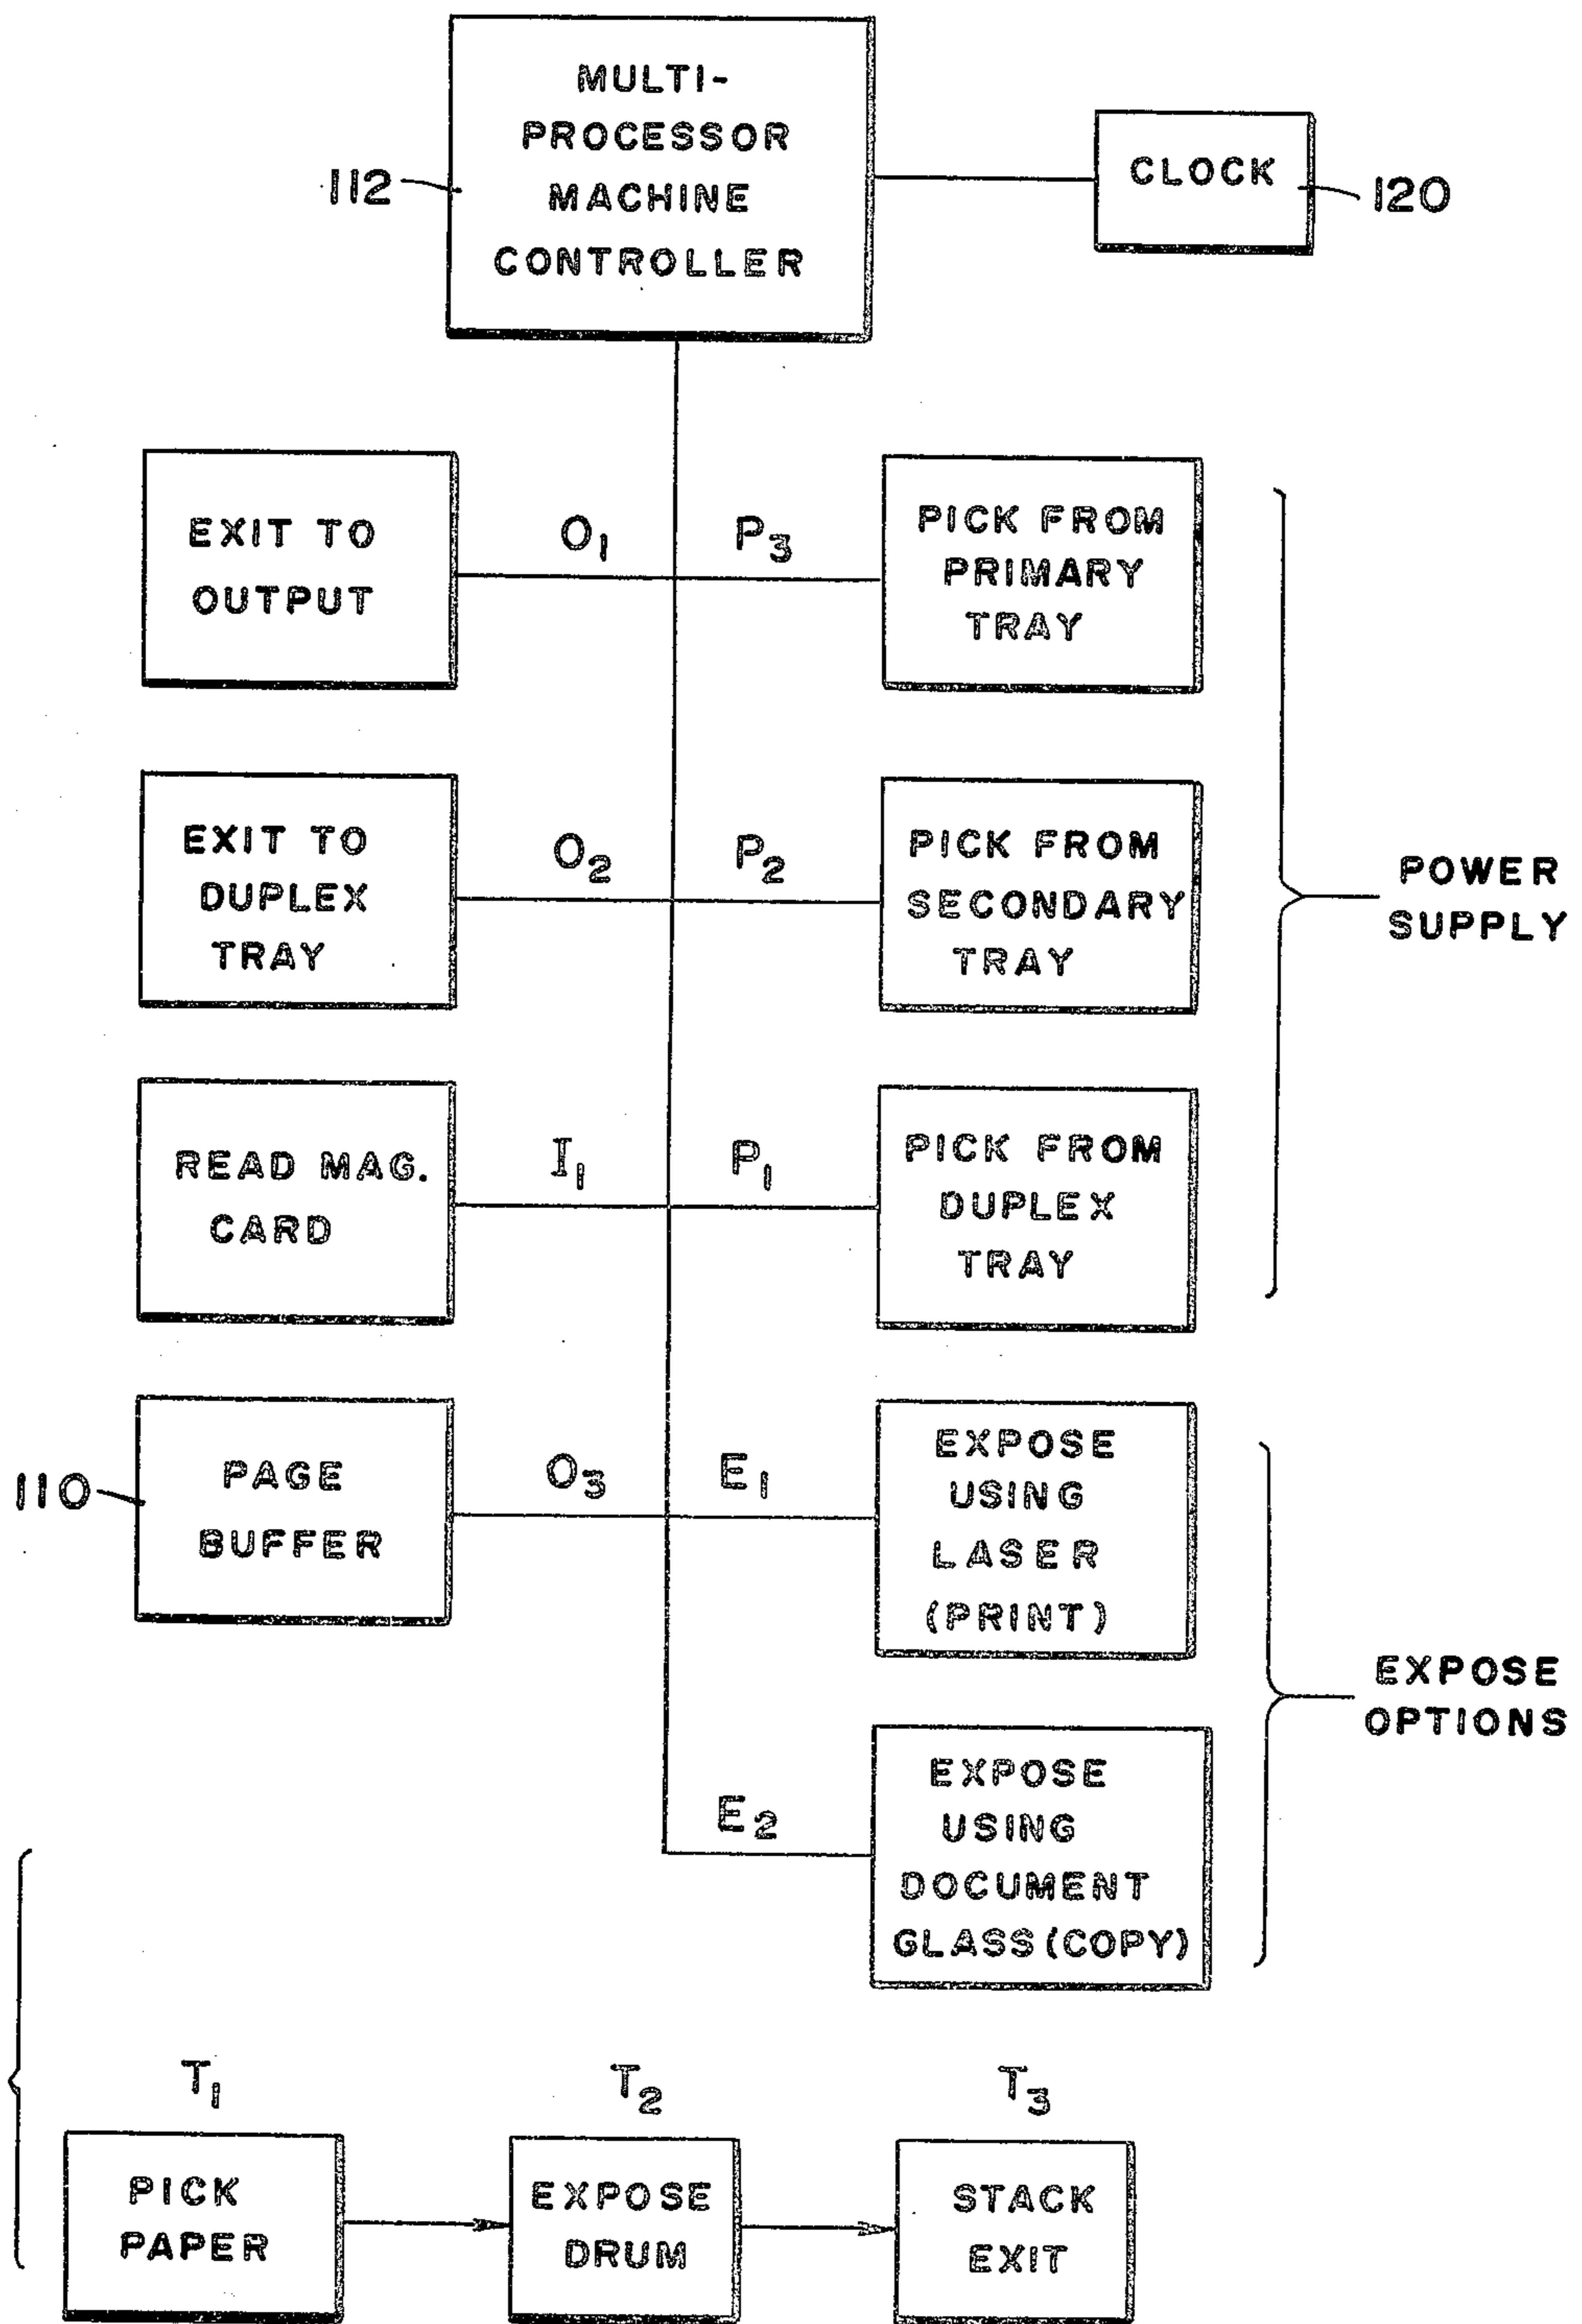 MULTI-
PROCESSOR
MACHINE
CONTROLLER
112
CLOCK
120
EXIT TO
OUTPUT
O1
P3
PICK FROM
PRIMARY
TRAY
EXIT TO
DUPLEX
TRAY
O2
P2
PICK FROM
SECONDARY
TRAY
POWER
SUPPLY
READ MAG.
CARD
I1
P1
PICK FROM
DUPLEX
TRAY
110
PAGE
BUFFER
O3
E1
EXPOSE
USING
LASER
(PRINT)
E2
EXPOSE
USING
DOCUMENT
GLASS (COPY)
EXPOSE
OPTIONS
T1
PICK
PAPER
T2
EXPOSE
DRUM
T3
STACK
EXIT